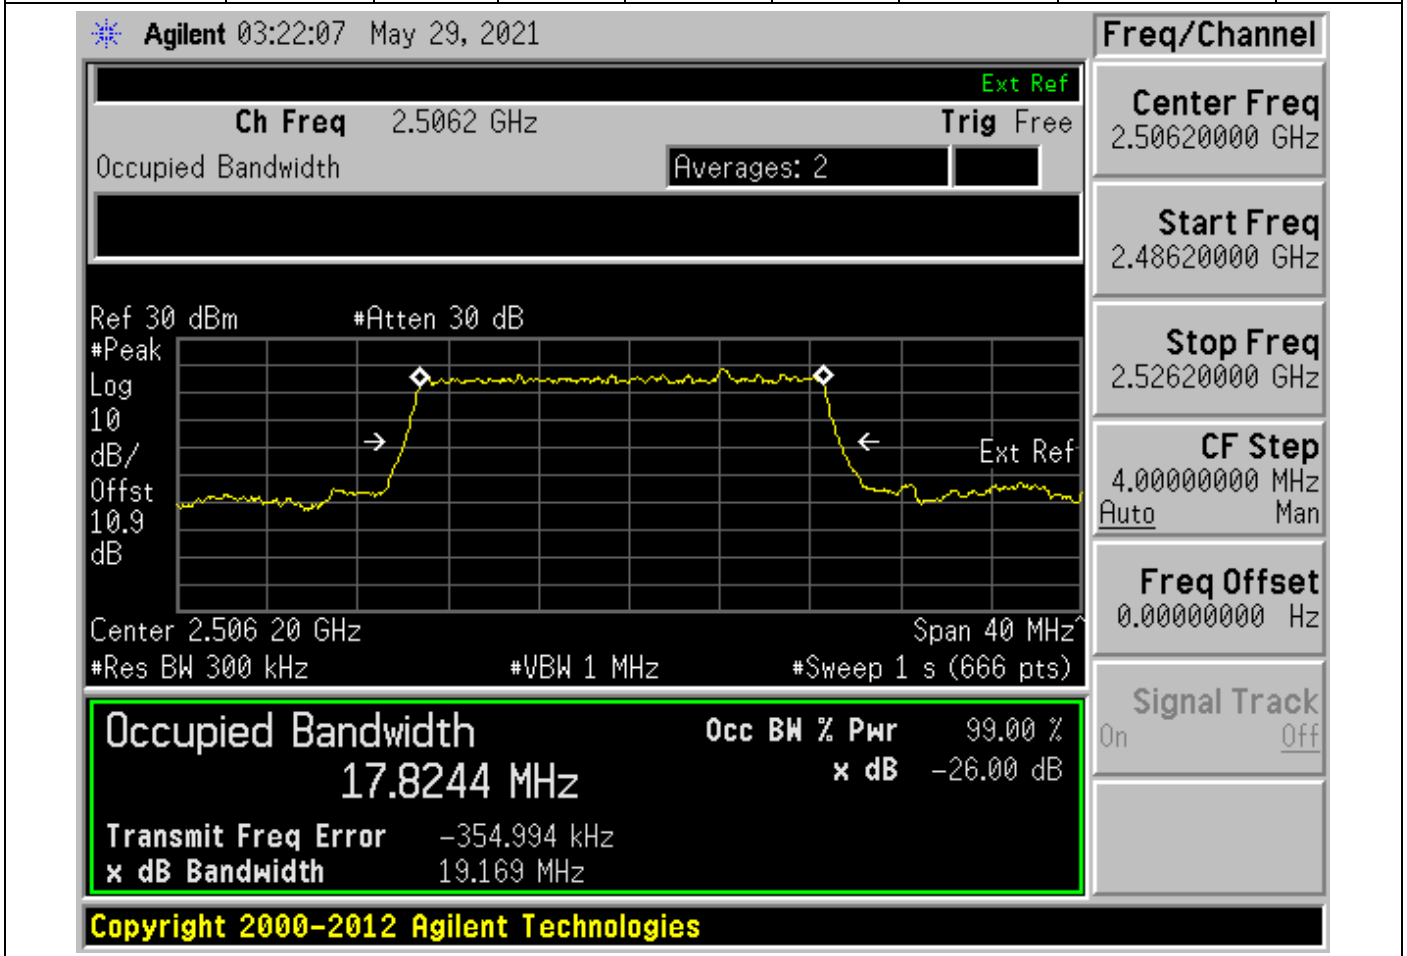 Agilent 03:22:07 May 29, 2021
Ext Ref
Ch Freq 2.5062 GHz Trig Free
Occupied Bandwidth Averages: 2
Ref 30 dBm #Atten 30 dB
#Peak
Log
10
dB/
Offst
10.9
dB
Ext Ref
Center 2.506 20 GHz Span 40 MHz^
#Res BW 300 kHz #VBW 1 MHz #Sweep 1 s (666 pts)
Occupied Bandwidth
17.8244 MHz
Occ BW % Pwr 99.00 %
x dB -26.00 dB
Transmit Freq Error -354.994 kHz
x dB Bandwidth 19.169 MHz
Copyright 2000-2012 Agilent Technologies
Freq/Channel
Center Freq
2.50620000 GHz
Start Freq
2.48620000 GHz
Stop Freq
2.52620000 GHz
CF Step
4.00000000 MHz
Auto Man
Freq Offset
0.00000000 Hz
Signal Track
On Off